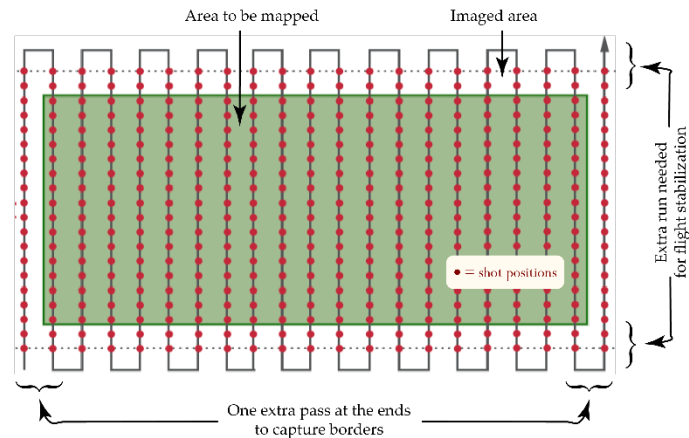 Area to be mapped
Imaged area
Extra run needed
for flight stabilization
• = shot positions
One extra pass at the ends
to capture borders